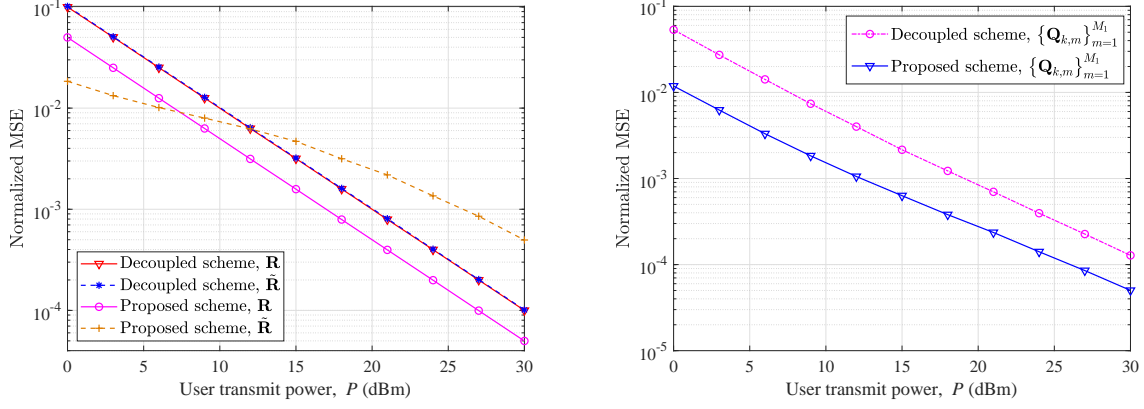 10^{-1}
10^{-2}
10^{-3}
10^{-4}
Normalized MSE
Decoupled scheme, R
Decoupled scheme, R̃
Proposed scheme, R
Proposed scheme, R̃
0 5 10 15 20 25 30
User transmit power, P (dBm)
10^{-1}
10^{-2}
10^{-3}
10^{-4}
10^{-5}
Normalized MSE
Decoupled scheme, {Q_{k,m}}_{m=1}^{M_1}
Proposed scheme, {Q_{k,m}}_{m=1}^{M_1}
0 5 10 15 20 25 30
User transmit power, P (dBm)